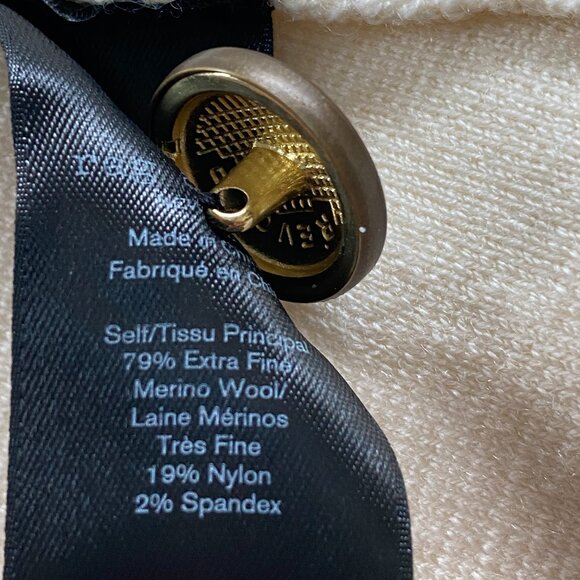 Made in
Fabrique en C
Self/Tissu Principal
79% Extra Fine
Merino Wool/
Laine Mérinos
Très Fine
19% Nylon
2% Spandex